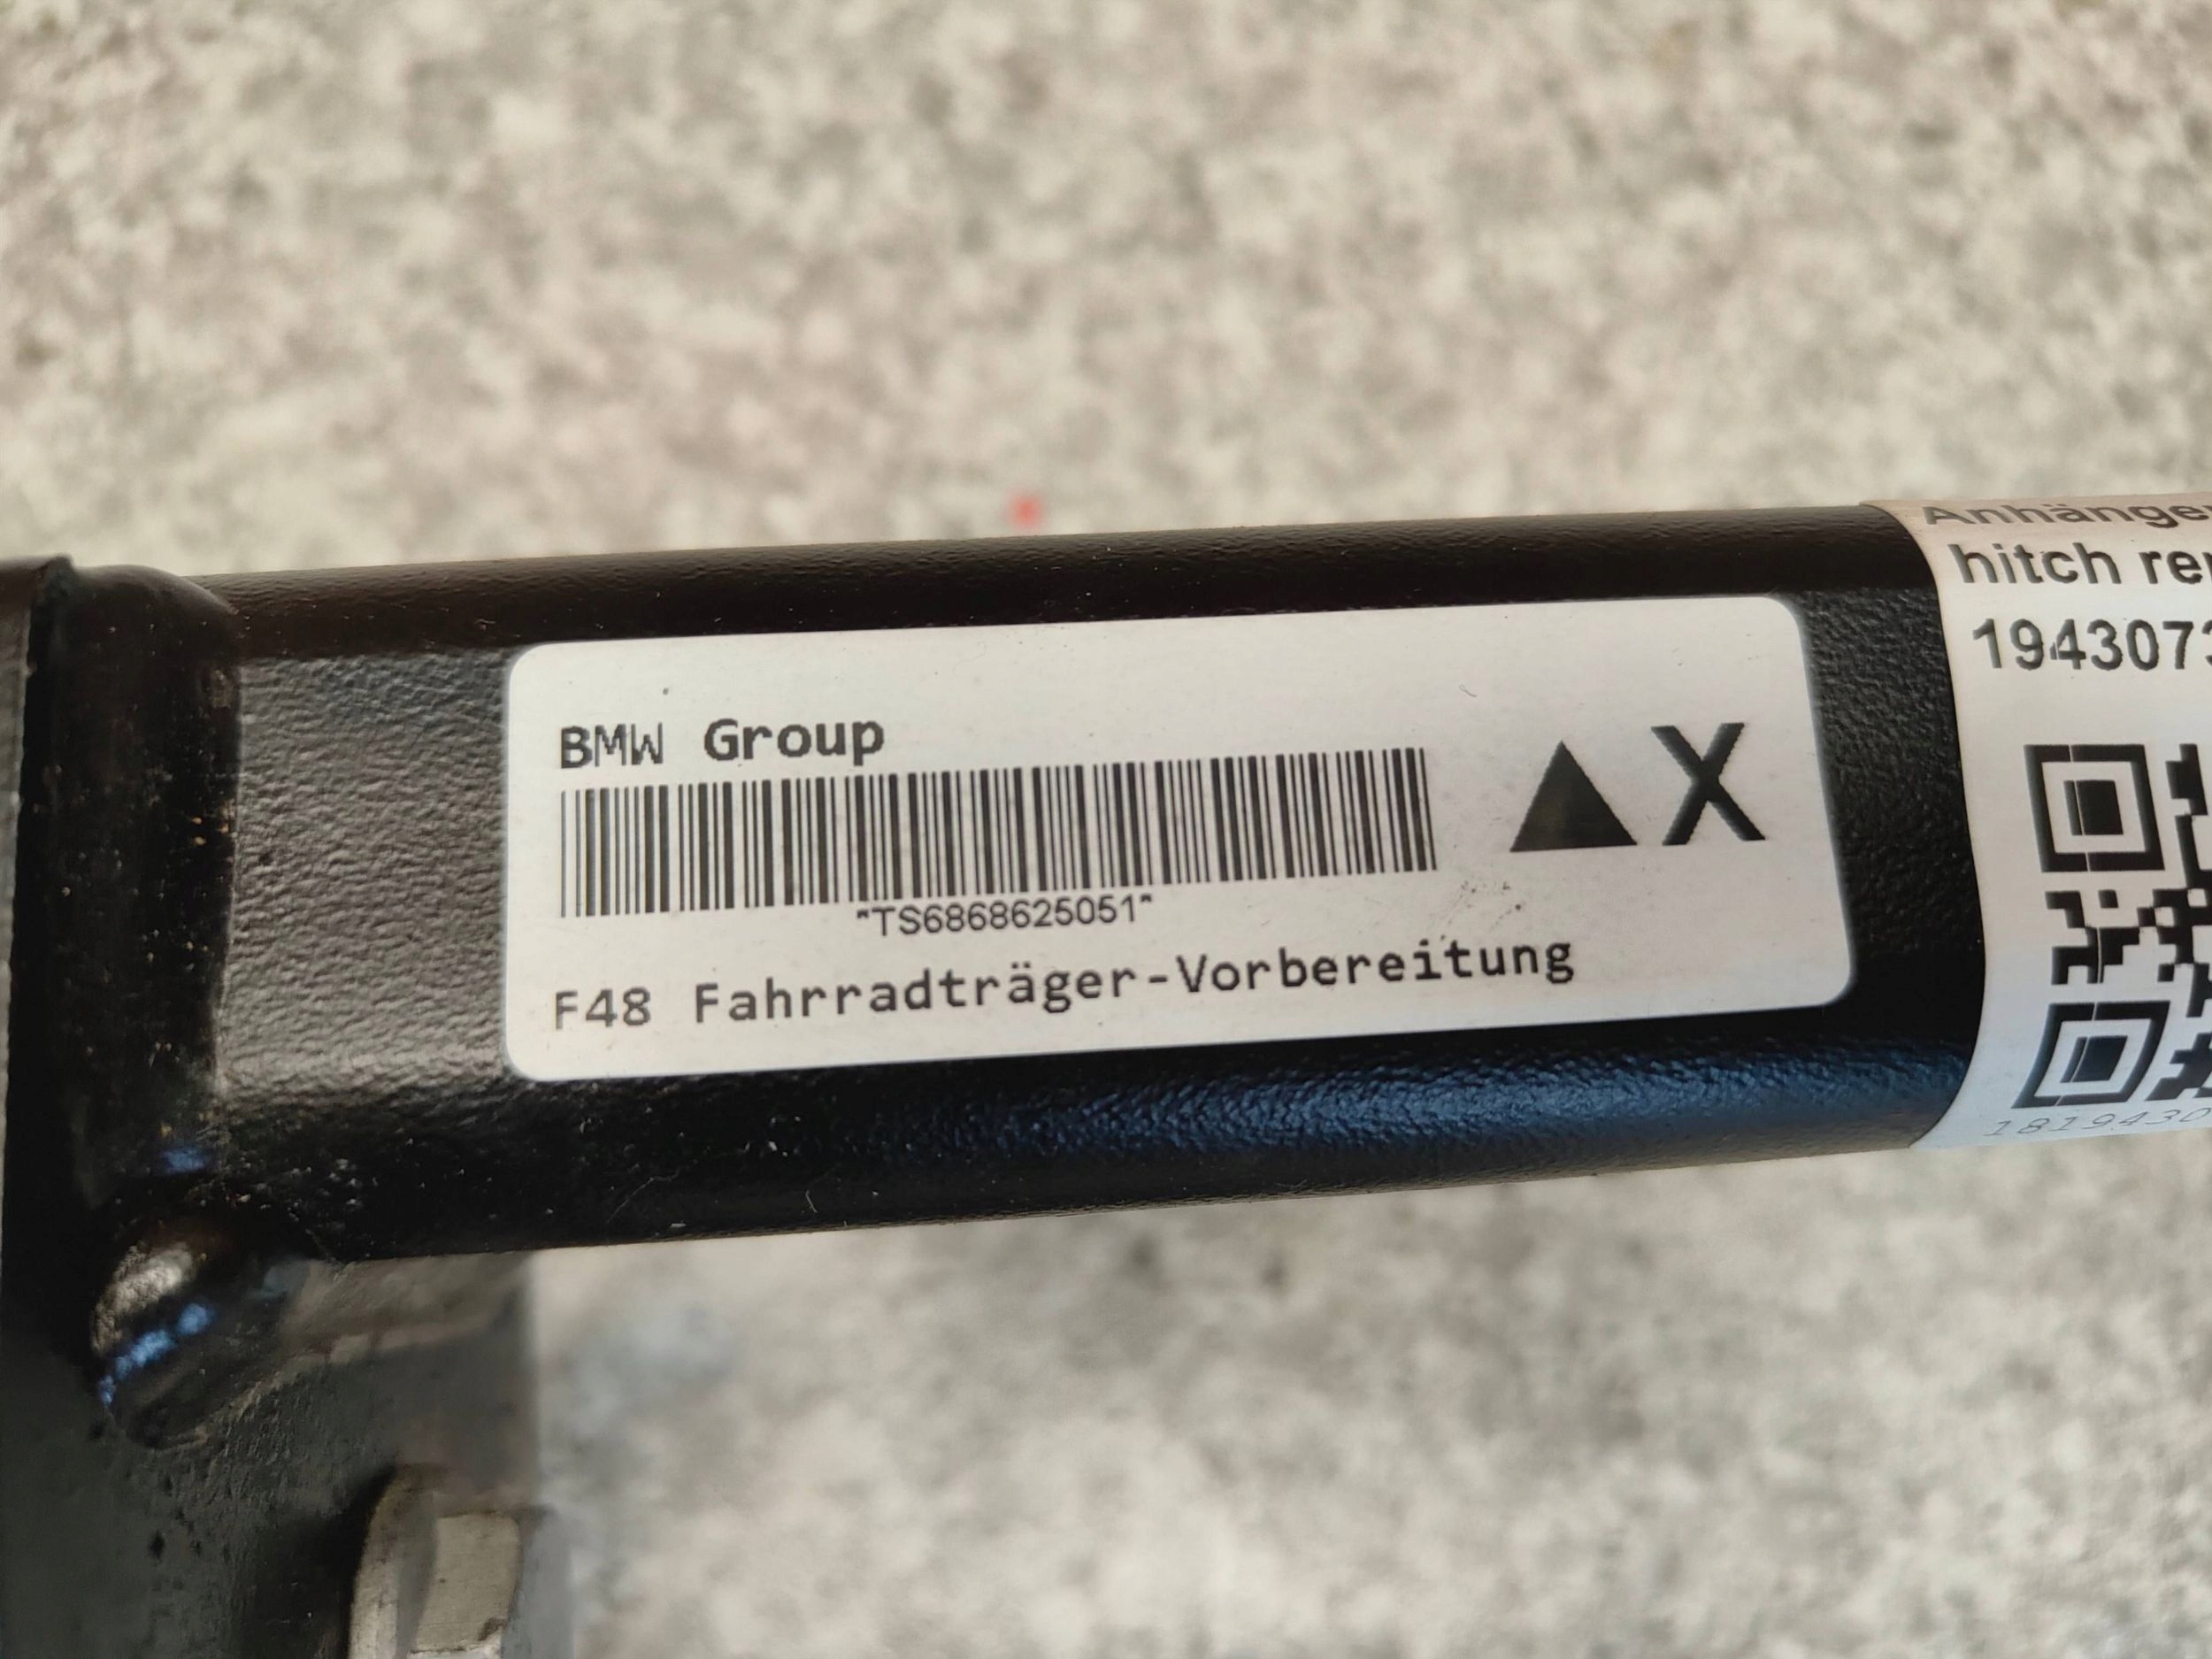 BMW Group
▲X
"TS6868625051"
F48 Fahrradträger-Vorbereitung
hitch